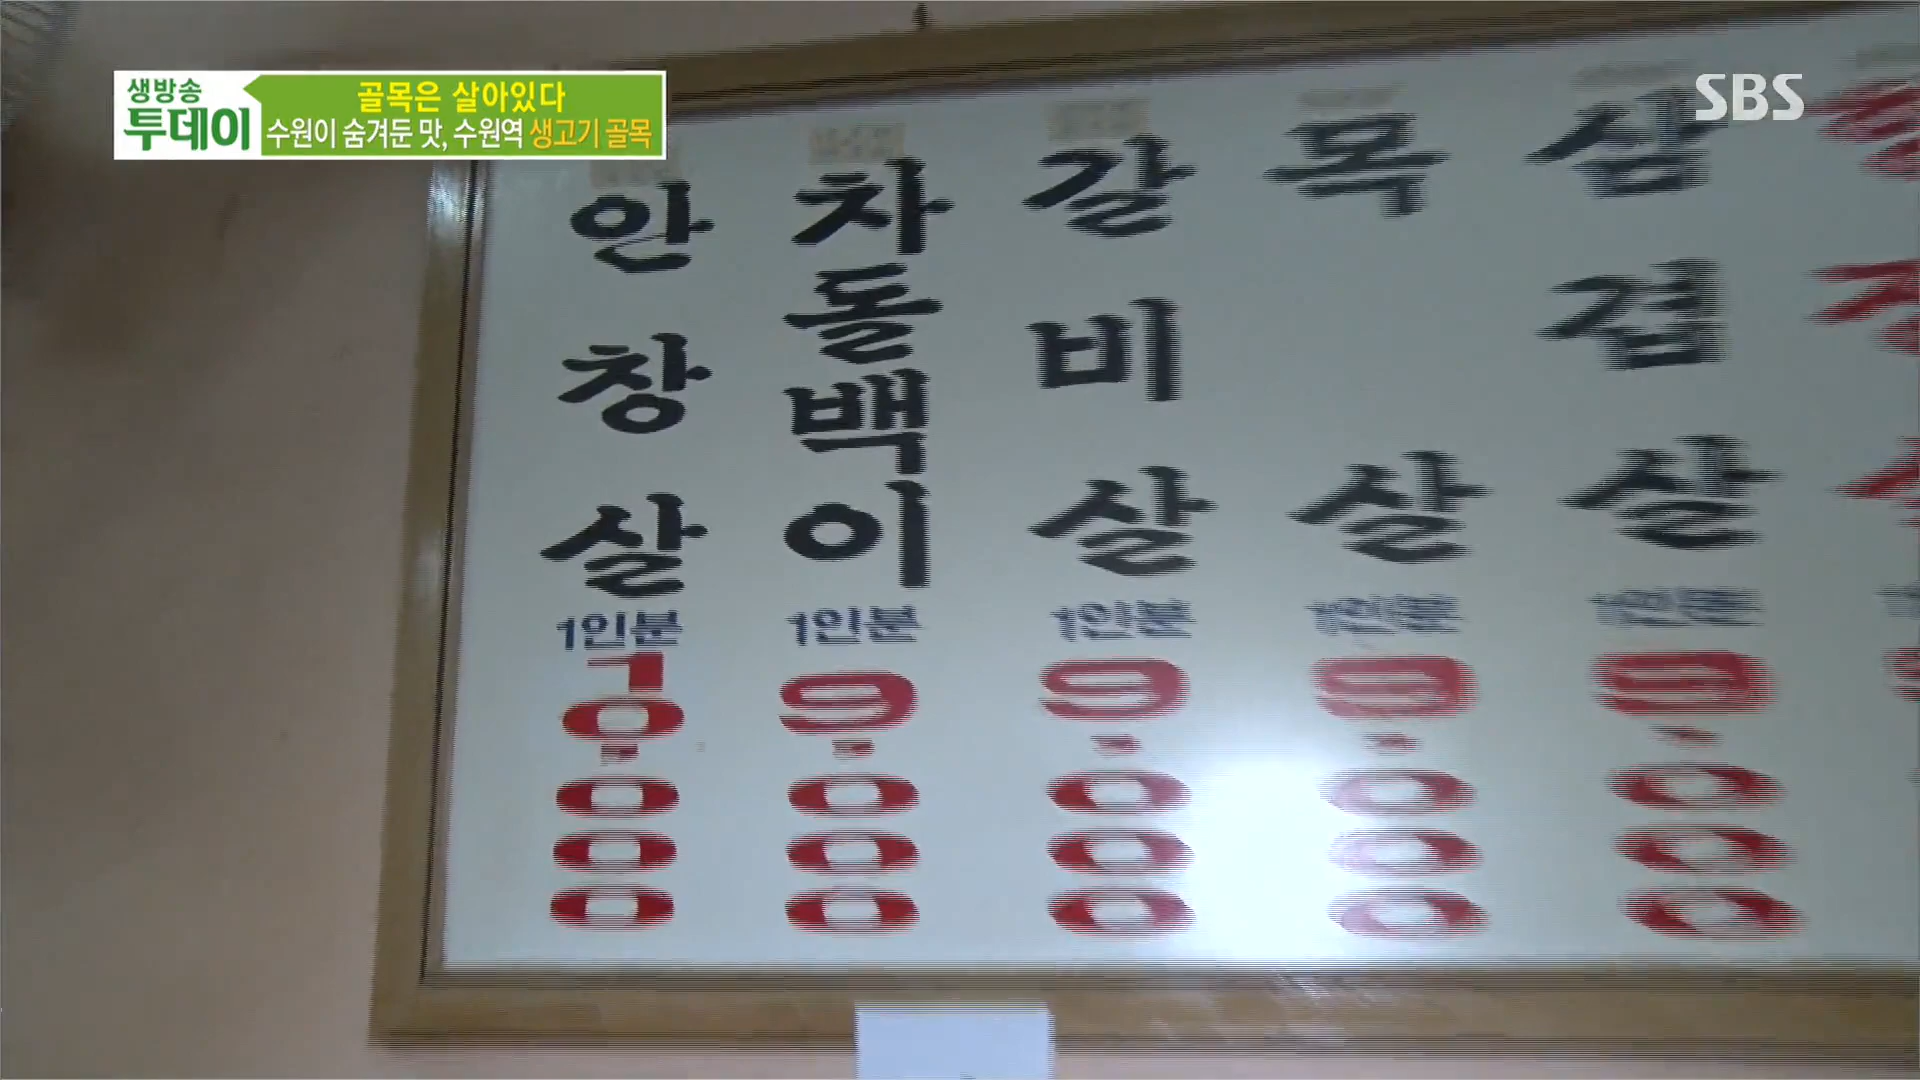 생방송
투데이
골목은 살아있다
수원이 숨겨둔 맛, 수원역 생고기 골목
SBS
안창살
1인분
10,000
차돌백이
1인분
9,000
갈비살
1인분
9,000
목살
1인분
9,000
삼겹살
1인분
9,000